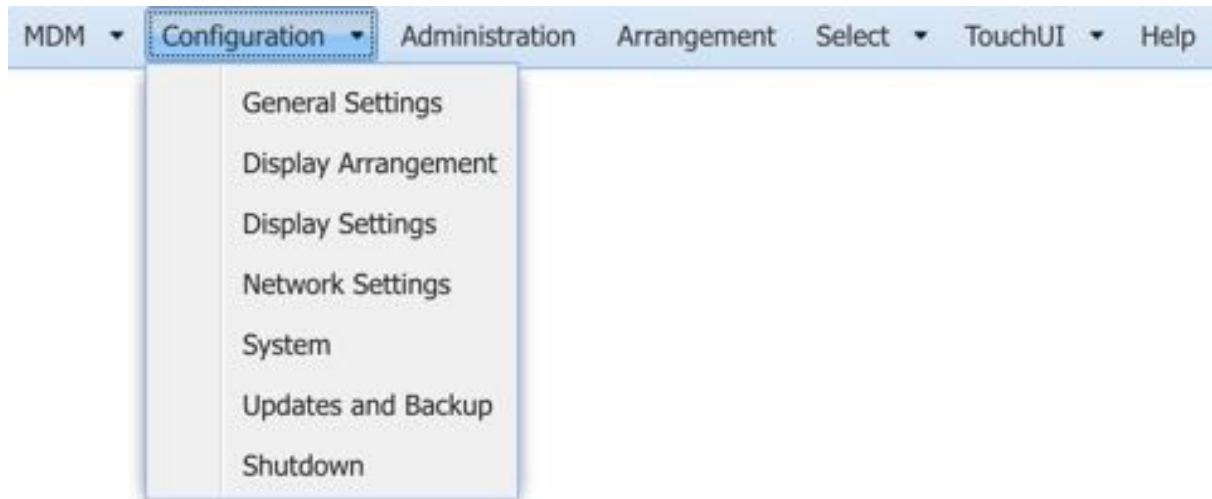 MDM Configuration Administration Arrangement Select TouchUI Help
General Settings
Display Arrangement
Display Settings
Network Settings
System
Updates and Backup
Shutdown